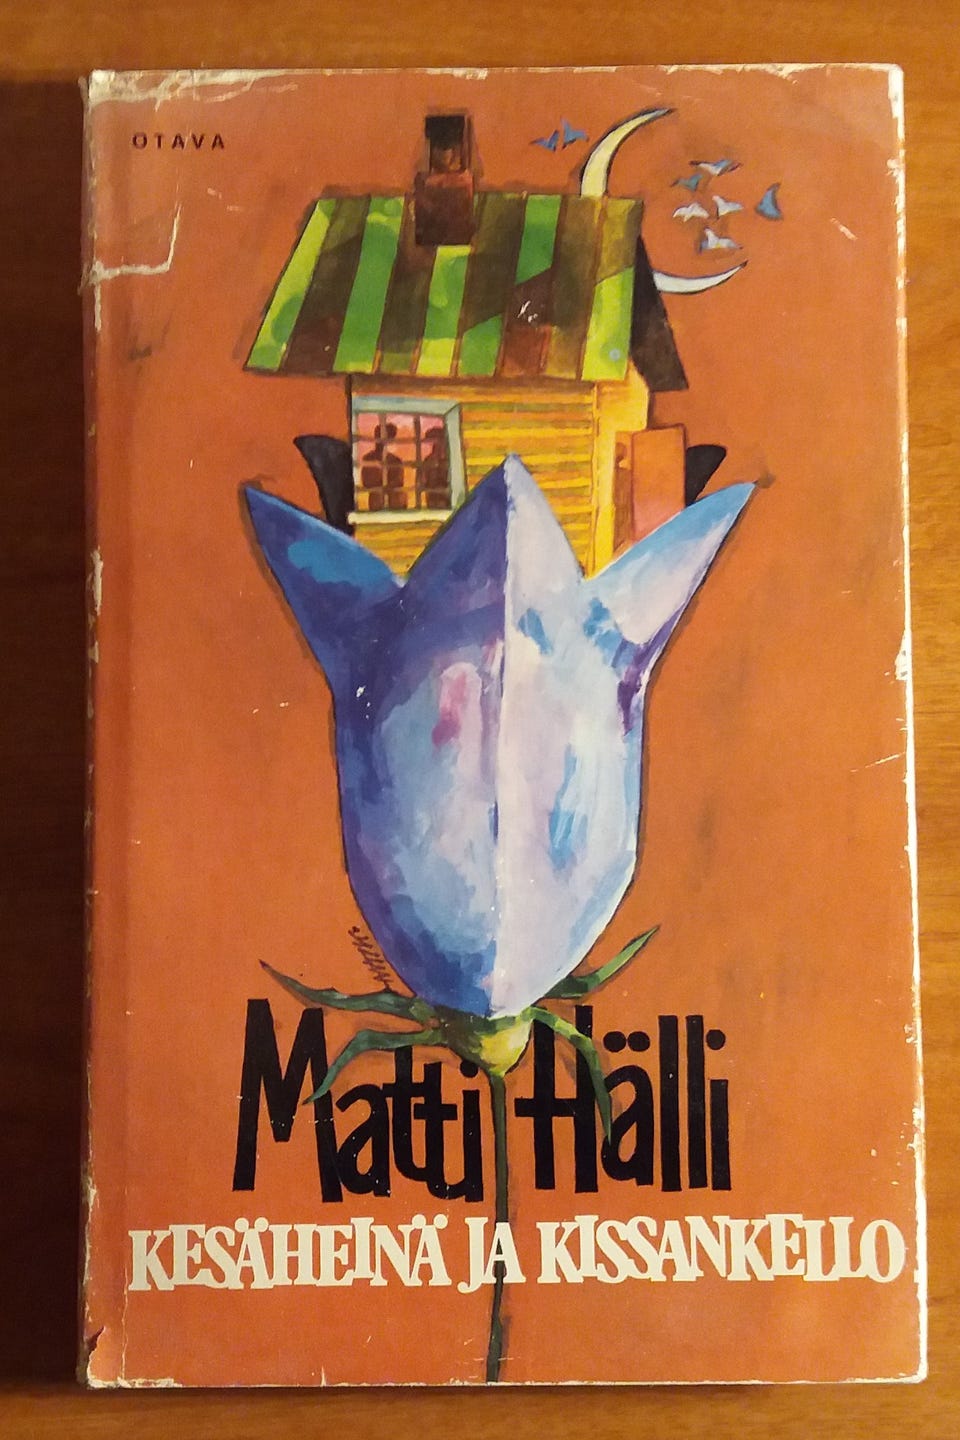 OTAVA
Matti Hälli
KESÄHEINÄ JA KISSANKELLO